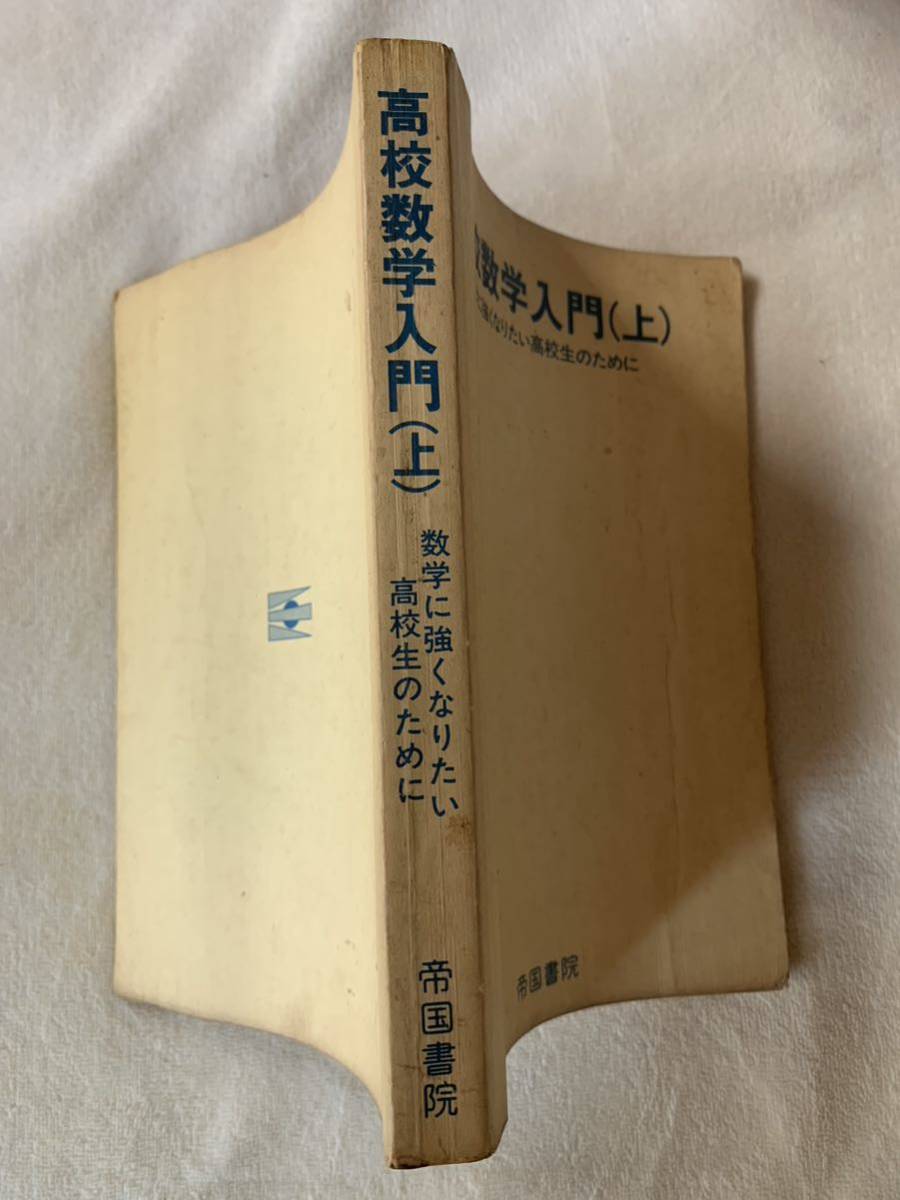 高校数学入門(上)
数学に強くなりたい
高校生のために
帝国書院
数学入門(上)
強くなりたい高校生のために
帝国書院